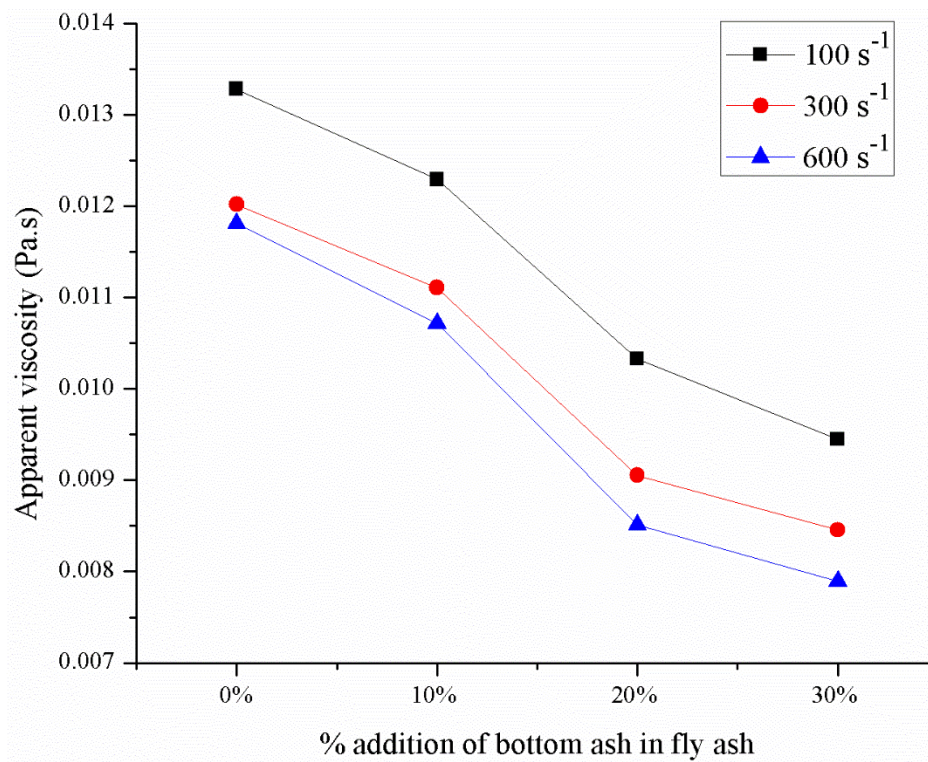 0.014
0.013
0.012
0.011
0.010
0.009
0.008
0.007
Apparent viscosity (Pa.s)
100 s⁻¹
300 s⁻¹
600 s⁻¹
0% 10% 20% 30%
% addition of bottom ash in fly ash